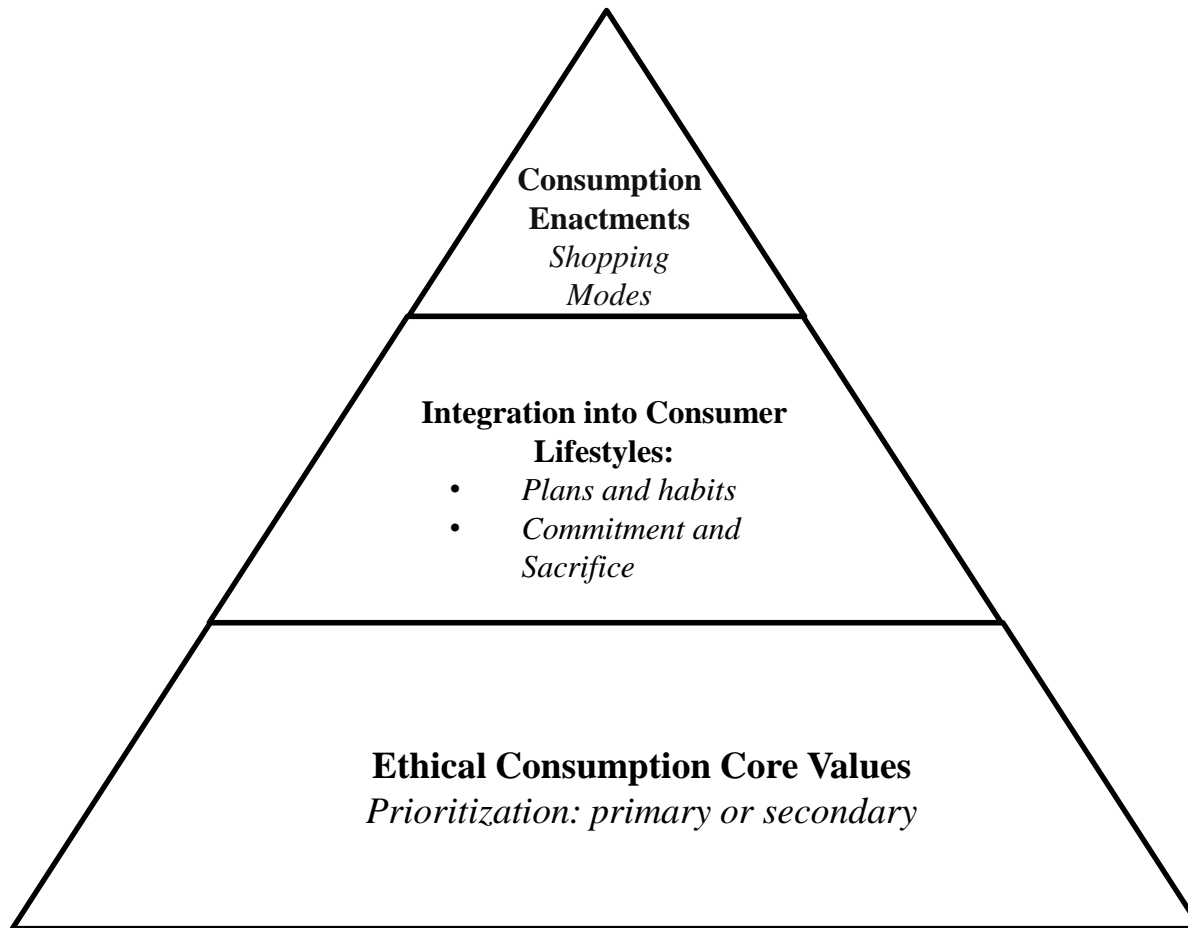 Consumption
Enactments
Shopping
Modes
Integration into Consumer
Lifestyles:
• Plans and habits
• Commitment and
Sacrifice
Ethical Consumption Core Values
Prioritization: primary or secondary